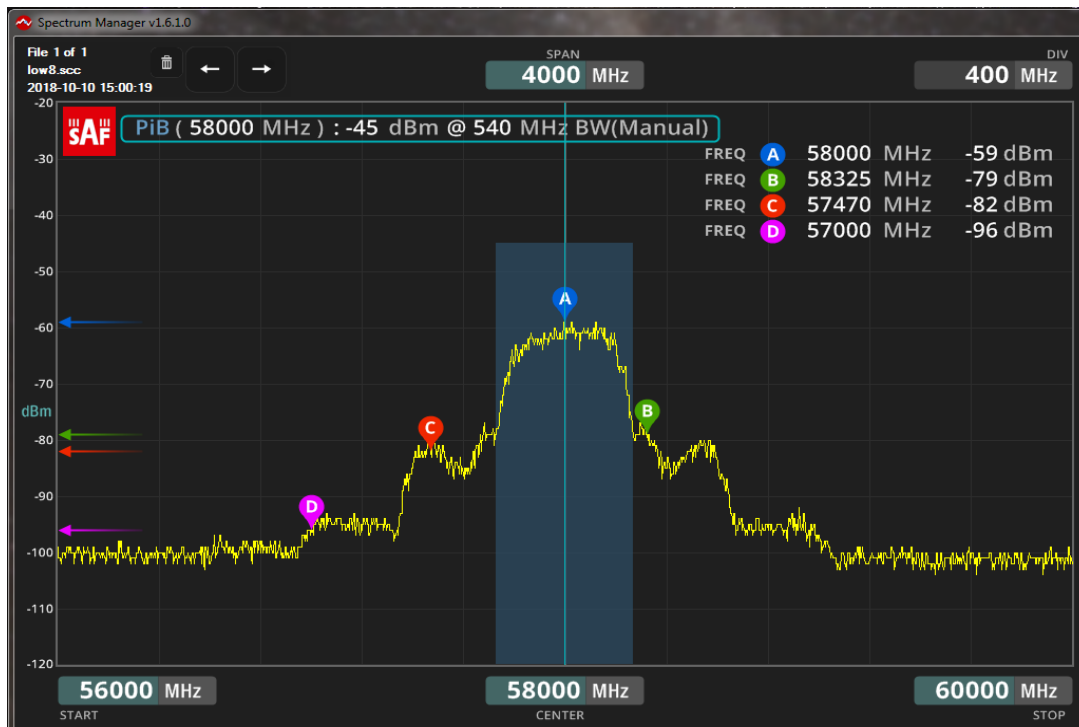 Spectrum Manager v1.6.1.0
File 1 of 1
low8.scc
2018-10-10 15:00:19
← →
SPAN
4000 MHz
DIV
400 MHz
SAF
PiB ( 58000 MHz ) : -45 dBm @ 540 MHz BW(Manual)
FREQ A 58000 MHz -59 dBm
FREQ B 58325 MHz -79 dBm
FREQ C 57470 MHz -82 dBm
FREQ D 57000 MHz -96 dBm
-20
-30
-40
-50
-60
-70
dBm
-80
-90
-100
-110
-120
A
B
C
D
56000 MHz
START
58000 MHz
CENTER
60000 MHz
STOP